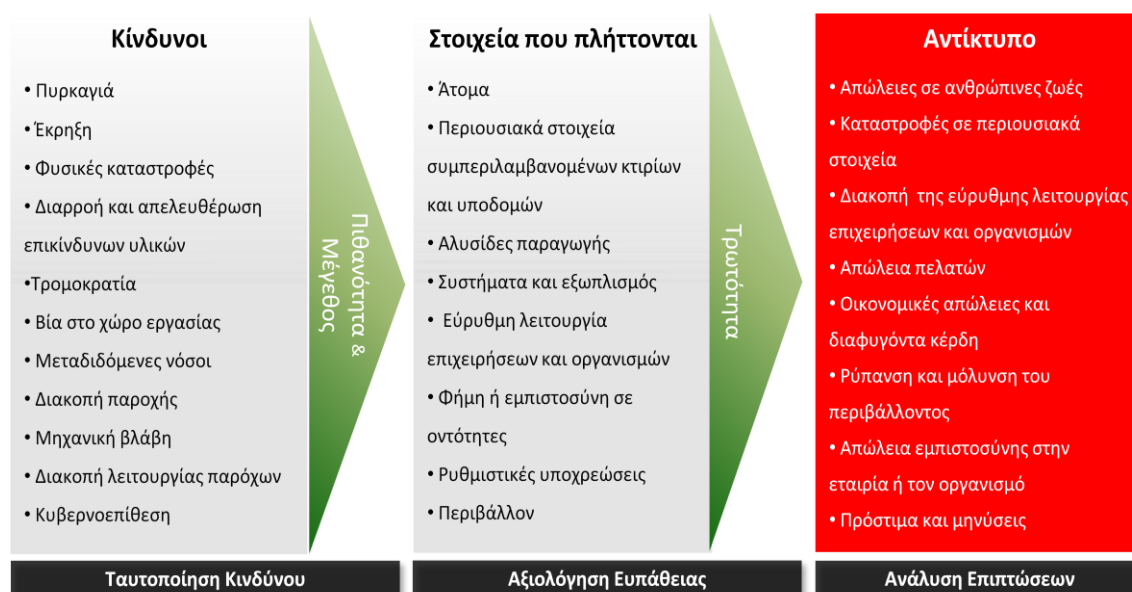 Κίνδυνοι
• Πυρκαγιά
• Έκρηξη
• Φυσικές καταστροφές
• Διαρροή και απελευθέρωση
επικίνδυνων υλικών
•Τρομοκρατία
• Βία στο χώρο εργασίας
• Μεταδιδόμενες νόσοι
• Διακοπή παροχής
• Μηχανική βλάβη
• Διακοπή λειτουργίας παρόχων
• Κυβερνοεπίθεση
Ταυτοποίηση Κινδύνου
Πιθανότητα &
Μέγεθος
Στοιχεία που πλήττονται
• Άτομα
• Περιουσιακά στοιχεία
συμπεριλαμβανομένων κτιρίων
και υποδομών
• Αλυσίδες παραγωγής
• Συστήματα και εξωπλισμός
• Εύρυθμη λειτουργία
επιχειρήσεων και οργανισμών
• Φήμη ή εμπιστοσύνη σε
οντότητες
• Ρυθμιστικές υποχρεώσεις
• Περιβάλλον
Αξιολόγηση Ευπάθειας
Τρωτότητα
Αντίκτυπο
• Απώλειες σε ανθρώπινες ζωές
• Καταστροφές σε περιουσιακά
στοιχεία
• Διακοπή της εύρυθμης λειτουργίας
επιχειρήσεων και οργανισμών
• Απώλεια πελατών
• Οικονομικές απώλειες και
διαφυγόντα κέρδη
• Ρύπανση και μόλυνση του
περιβάλλοντος
• Απώλεια εμπιστοσύνης στην
εταιρία ή τον οργανισμό
• Πρόστιμα και μηνύσεις
Ανάλυση Επιπτώσεων